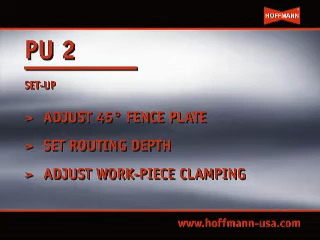 HOFFMANN
PU 2
SET-UP
> ADJUST 45° FENCE PLATE
> SET ROUTING DEPTH
> ADJUST WORK-PIECE CLAMPING
www.hoffmann-usa.com